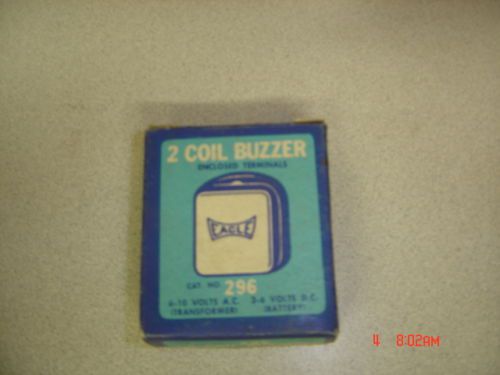 2 COIL BUZZER
ENCLOSED TERMINALS
EAGLE
CAT. NO. 296
6-10 VOLTS A.C. 3-6 VOLTS D.C.
(TRANSFORMER) (BATTERY)
4 8:02AM